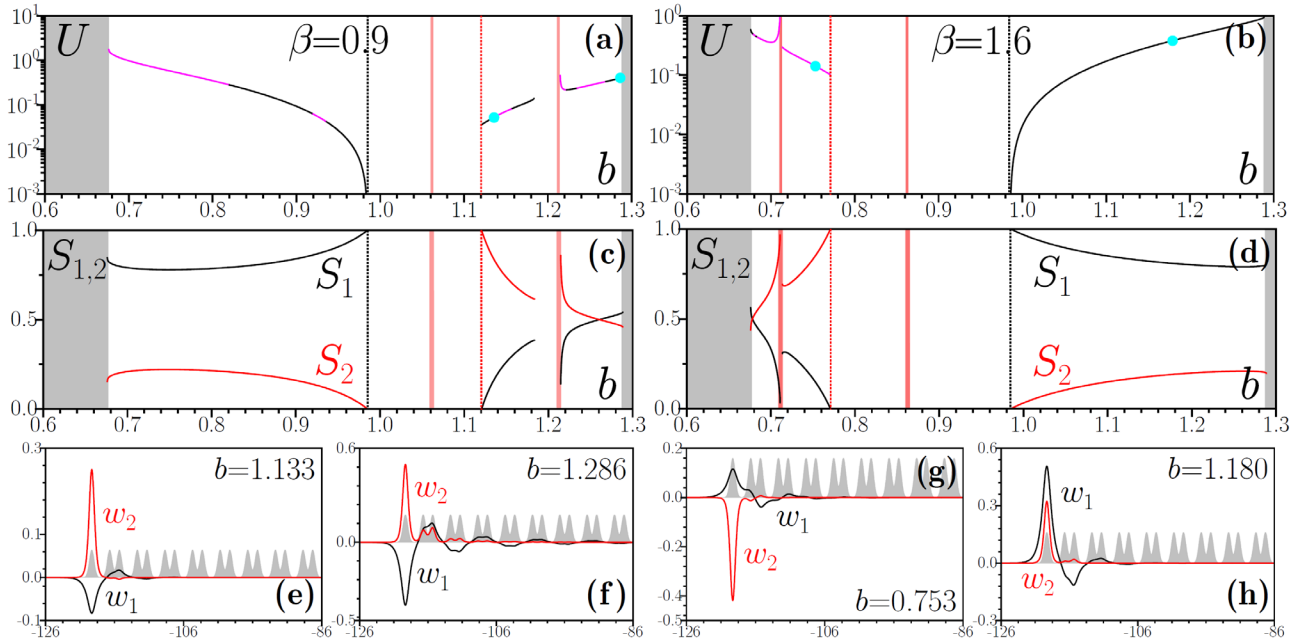 10¹ U β=0.9 (a)
10⁰
10⁻¹
10⁻²
10⁻³ b
0.6 0.7 0.8 0.9 1.0 1.1 1.2 1.3
10¹ U β=1.6 (b)
10⁰
10⁻¹
10⁻²
10⁻³ b
0.6 0.7 0.8 0.9 1.0 1.1 1.2 1.3
1.0 S₁,₂ (c)
S₁
0.5
S₂ b
0.0
0.6 0.7 0.8 0.9 1.0 1.1 1.2 1.3
1.0 S₁,₂ (d)
S₁
0.5
S₂ b
0.0
0.6 0.7 0.8 0.9 1.0 1.1 1.2 1.3
0.3 b=1.133
0.2
w₂
0.1
0.0
w₁ (e)
-0.1
-126 -106 -86
0.6 b=1.286
w₂
0.3
0.0
w₁ (f)
-0.5
-126 -106 -86
0.2 (g)
0.0
w₁
-0.2
w₂
-0.4
b=0.753
-0.6
-126 -106 -86
0.6 b=1.180
w₁
0.3
0.0
w₂ (h)
-0.3
-126 -106 -86